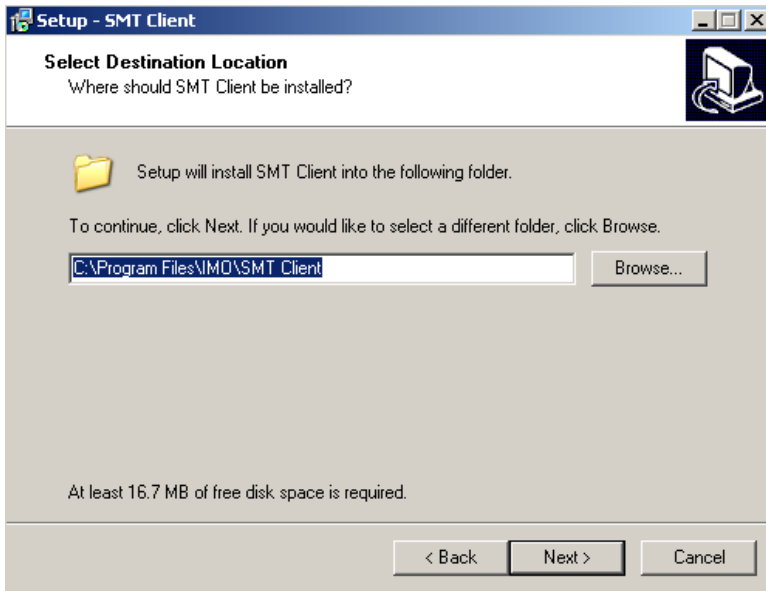 Setup - SMT Client
Select Destination Location
Where should SMT Client be installed?
Setup will install SMT Client into the following folder.
To continue, click Next. If you would like to select a different folder, click Browse.
C:\Program Files\IMO\SMT Client
Browse...
At least 16.7 MB of free disk space is required.
< Back
Next >
Cancel